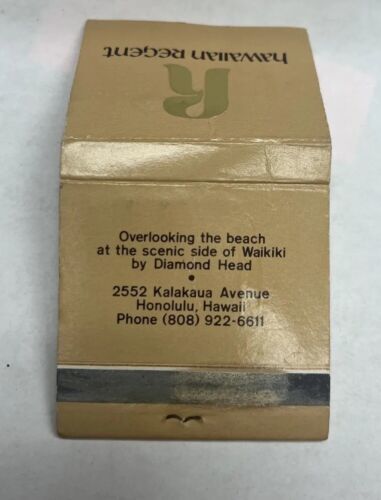 hawaiian regent
R
Overlooking the beach
at the scenic side of Waikiki
by Diamond Head
•
2552 Kalakaua Avenue
Honolulu, Hawaii
Phone (808) 922-6611